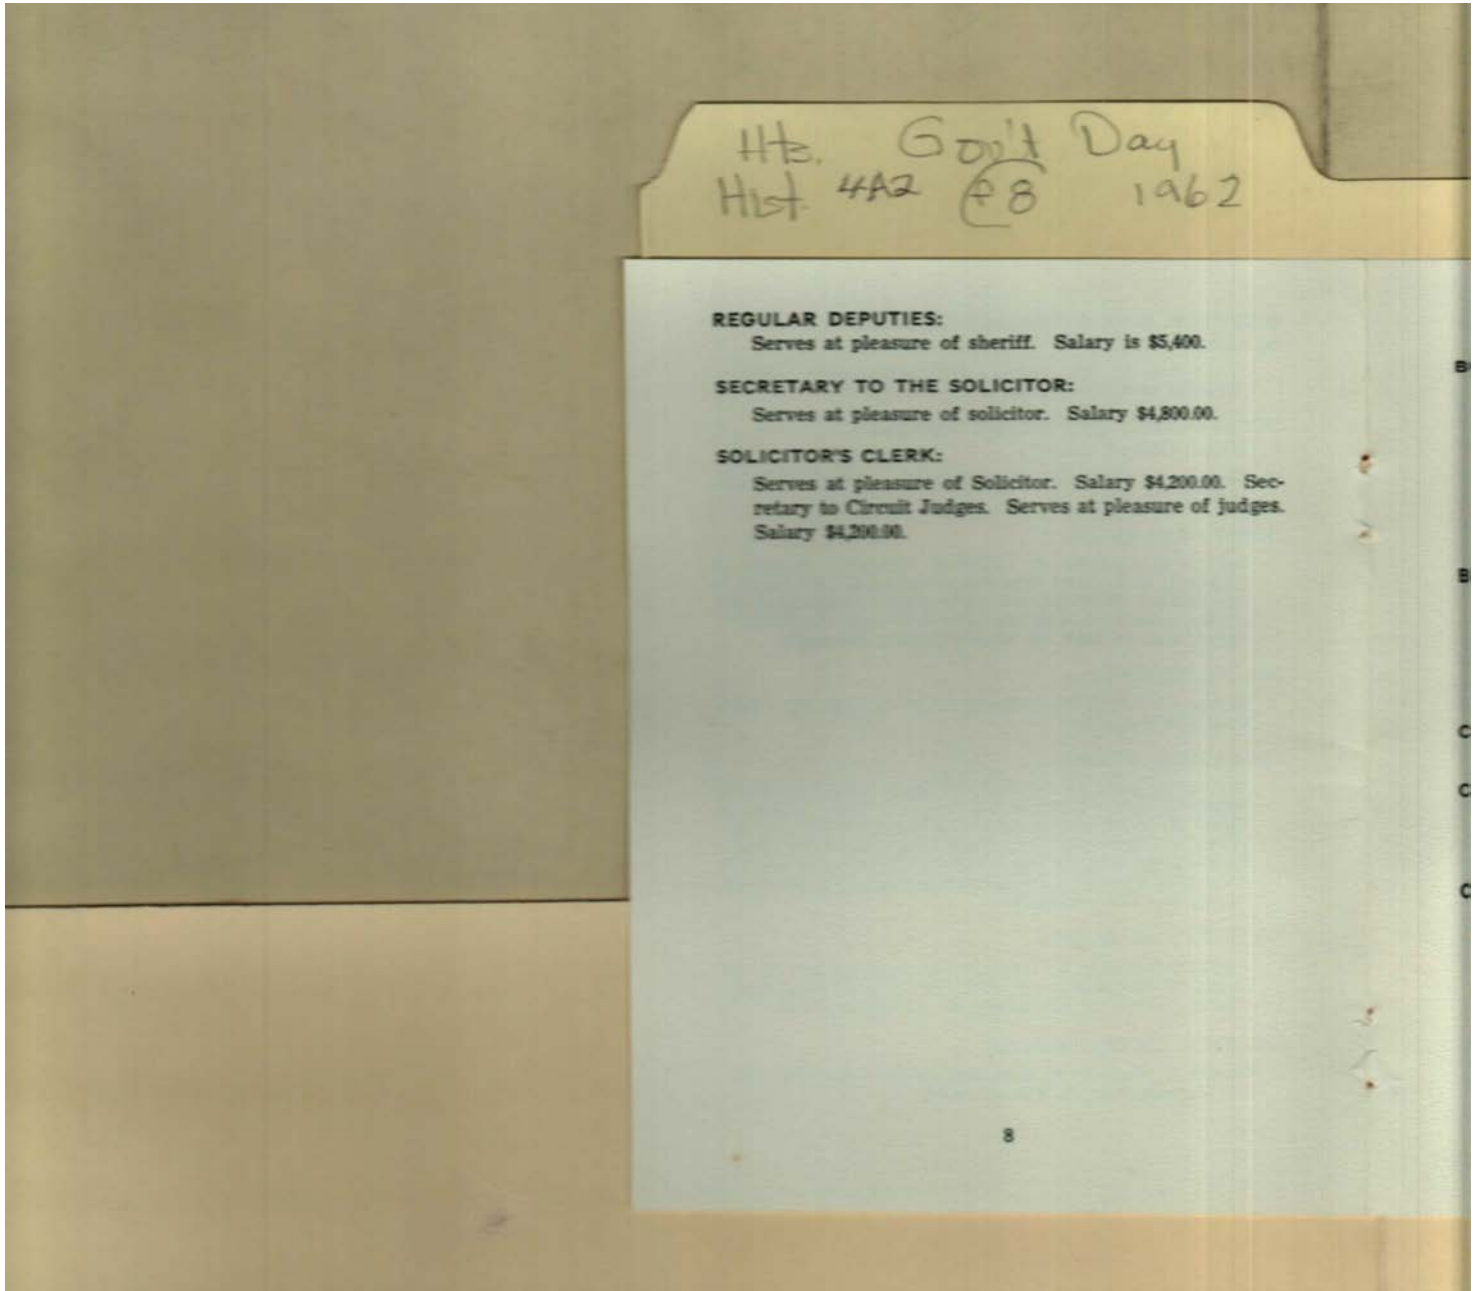 Hts. Gov't Day
Hist. 4A2 P8 1962
REGULAR DEPUTIES:
Serves at pleasure of sheriff. Salary is $5,400.
SECRETARY TO THE SOLICITOR:
Serves at pleasure of solicitor. Salary $4,800.00.
SOLICITOR'S CLERK:
Serves at pleasure of Solicitor. Salary $4,200.00. Sec-
retary to Circuit Judges. Serves at pleasure of judges.
Salary $4,200.00.
8